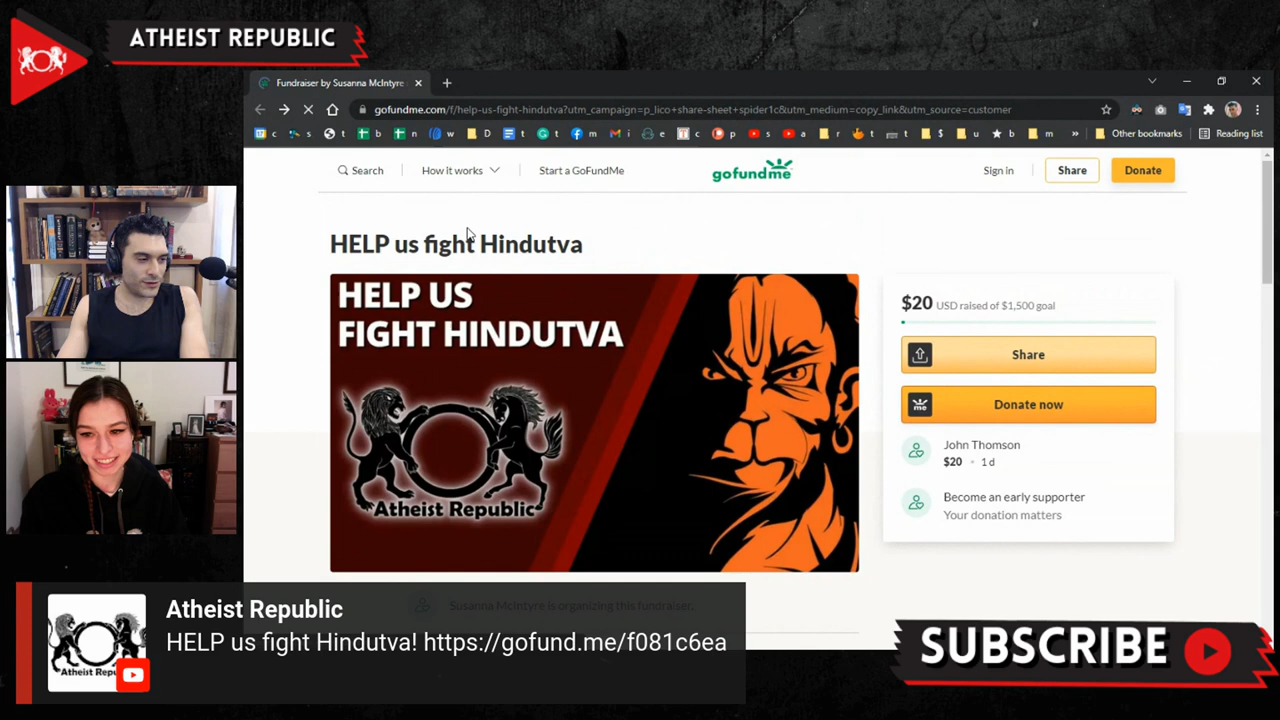 ATHEIST REPUBLIC
Fundraiser by Susanna McIntyre
gofundme.com/f/help-us-fight-hindutva?utm_campaign=p_lico+share-sheet+spider1c&utm_medium=copy_link&utm_source=customer
c s t b n w D t t m i e c p s a r t t $ u b m » Other bookmarks Reading list
Search
How it works
Start a GoFundMe
gofundme
Sign in
Share
Donate
HELP us fight Hindutva
HELP US
FIGHT HINDUTVA
Atheist Republic
$20 USD raised of $1,500 goal
Share
me
Donate now
John Thomson
$20 • 1 d
Become an early supporter
Your donation matters
Susanna McIntyre is organizing this fundraiser.
Atheist Republic
HELP us fight Hindutva! https://gofund.me/f081c6ea
Atheist Repu
SUBSCRIBE